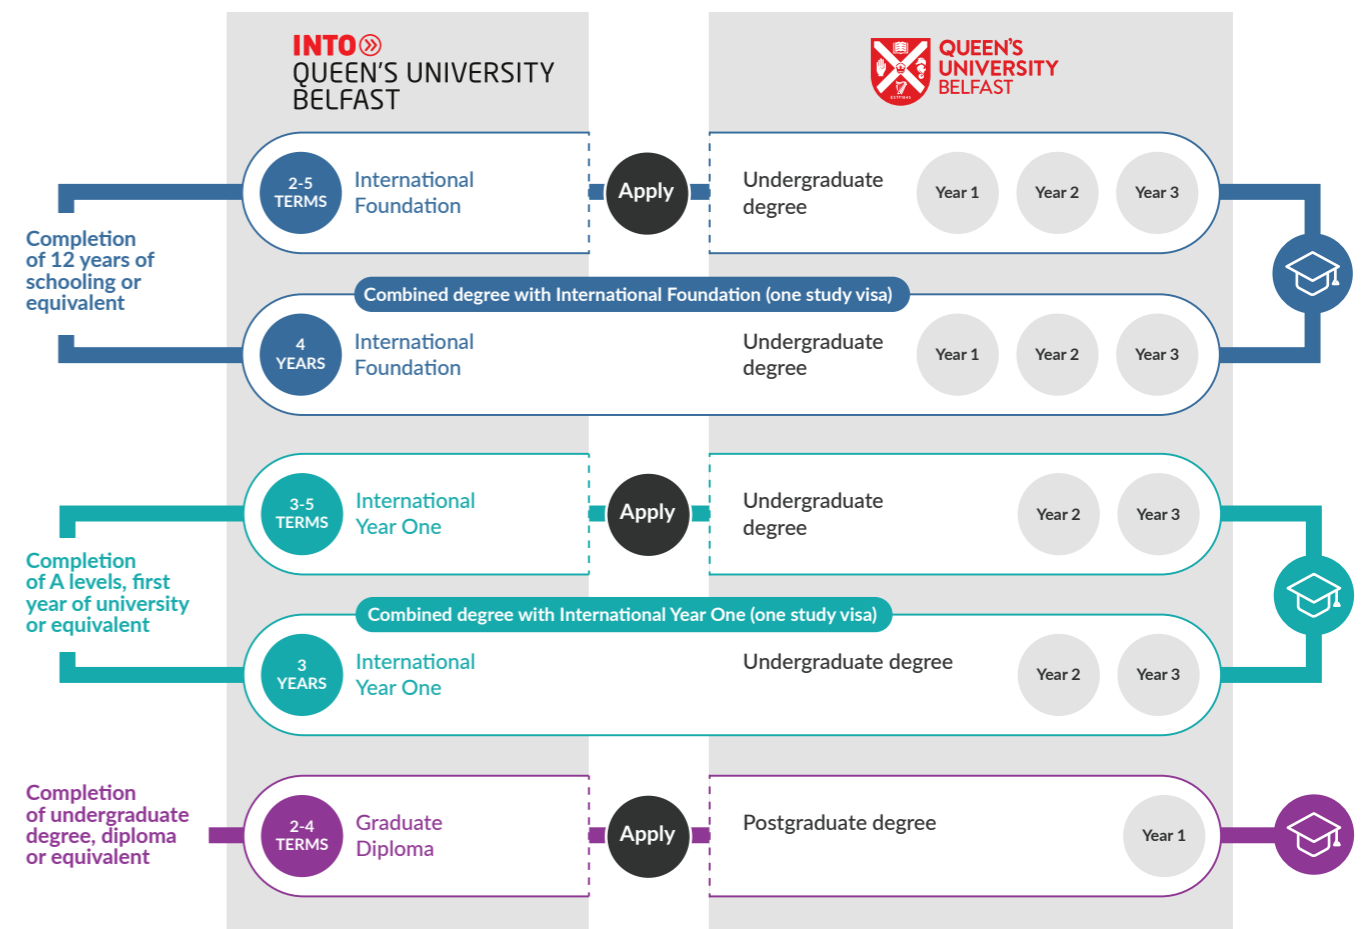 INTO
QUEEN'S UNIVERSITY
BELFAST
QUEEN'S
UNIVERSITY
BELFAST
Completion
of 12 years of
schooling or
equivalent
2-5
TERMS
International
Foundation
Apply
Undergraduate
degree
Year 1
Year 2
Year 3
Combined degree with International Foundation (one study visa)
4
YEARS
International
Foundation
Undergraduate
degree
Year 1
Year 2
Year 3
Completion
of A levels, first
year of university
or equivalent
3-5
TERMS
International
Year One
Apply
Undergraduate
degree
Year 2
Year 3
Combined degree with International Year One (one study visa)
3
YEARS
International
Year One
Undergraduate degree
Year 2
Year 3
Completion
of undergraduate
degree, diploma
or equivalent
2-4
TERMS
Graduate
Diploma
Apply
Postgraduate degree
Year 1